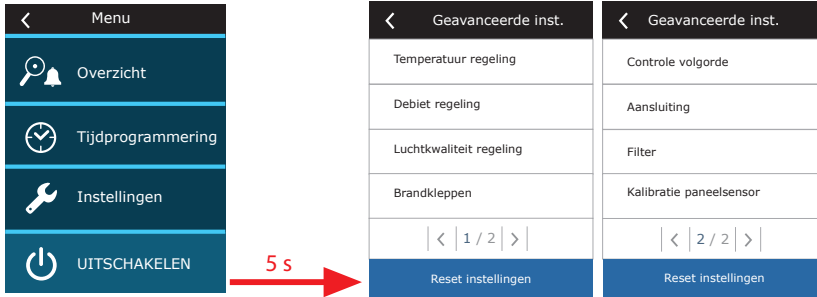 Menu
Overzicht
Tijdprogrammering
Instellingen
UITSCHAKELEN
5 s
Geavanceerde inst.
Temperatuur regeling
Debiet regeling
Luchtkwaliteit regeling
Brandkleppen
1 / 2
Reset instellingen
Geavanceerde inst.
Controle volgorde
Aansluiting
Filter
Kalibratie paneelsensor
2 / 2
Reset instellingen